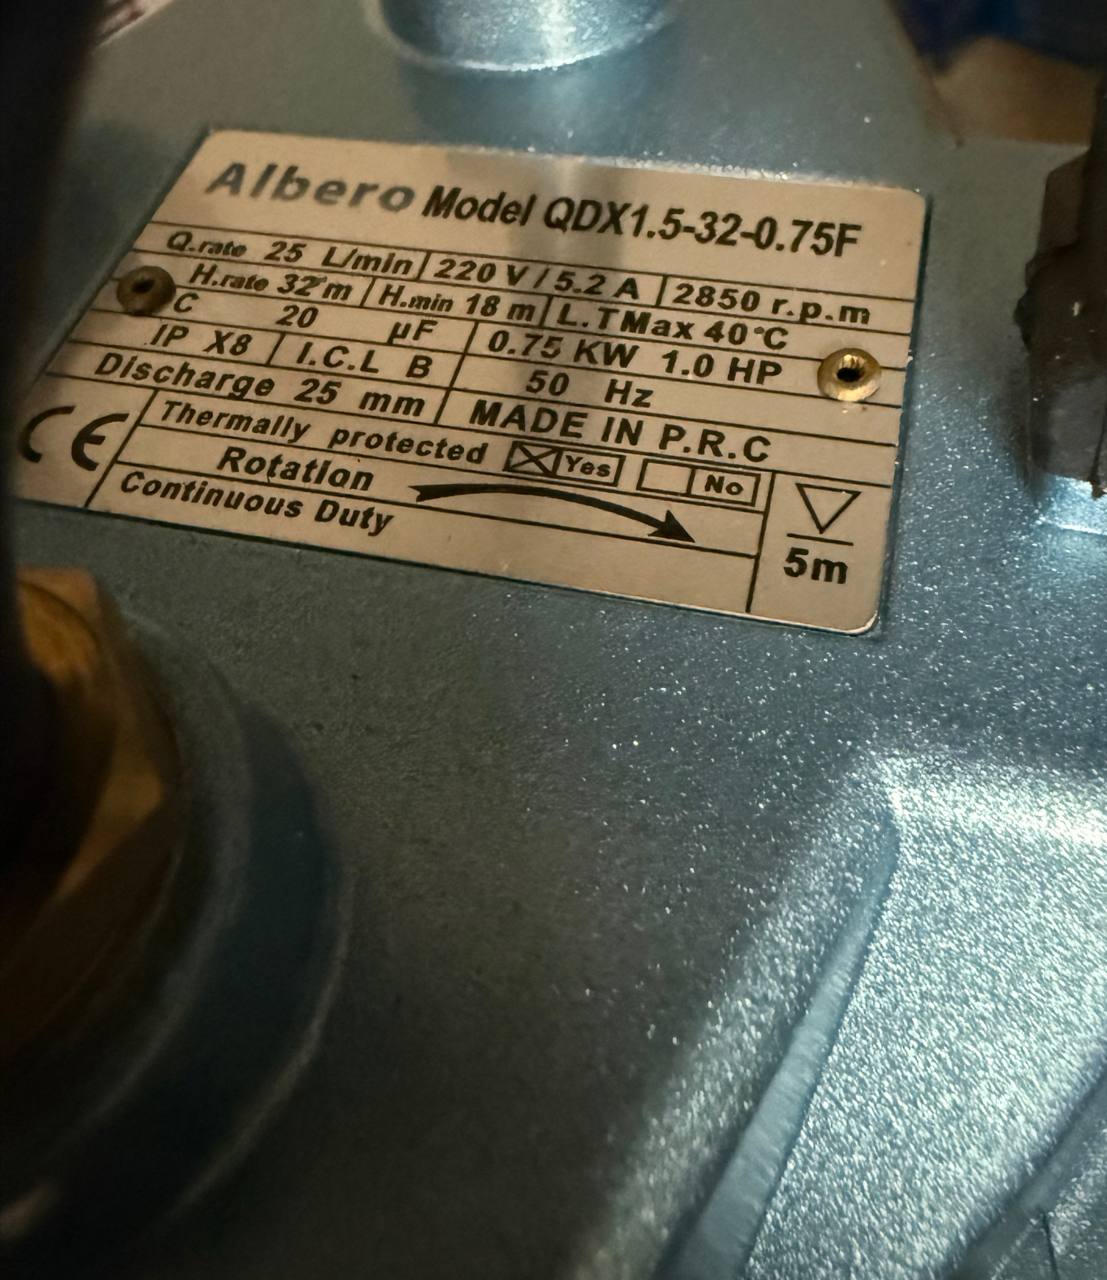 Albero Model QDX1.5-32-0.75F
Q.rate 25 L/min 220 V / 5.2 A 2850 r.p.m
H.rate 32 m H.min 18 m L.T Max 40°C
C 20 µF 0.75 KW 1.0 HP
IP X8 I.C.L B 50 Hz
Discharge 25 mm MADE IN P.R.C
CE Thermally protected Yes No
Rotation
Continuous Duty
5m